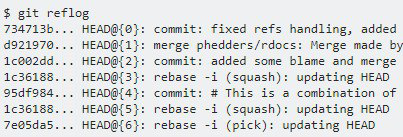 $ git reflog
734713b... HEAD@{0}: commit: fixed refs handling, added
d921970... HEAD@{1}: merge phedders/rdocs: Merge made by
1c002dd... HEAD@{2}: commit: added some blame and merge
1c36188... HEAD@{3}: rebase -i (squash): updating HEAD
95df984... HEAD@{4}: commit: # This is a combination of
1c36188... HEAD@{5}: rebase -i (squash): updating HEAD
7e05da5... HEAD@{6}: rebase -i (pick): updating HEAD